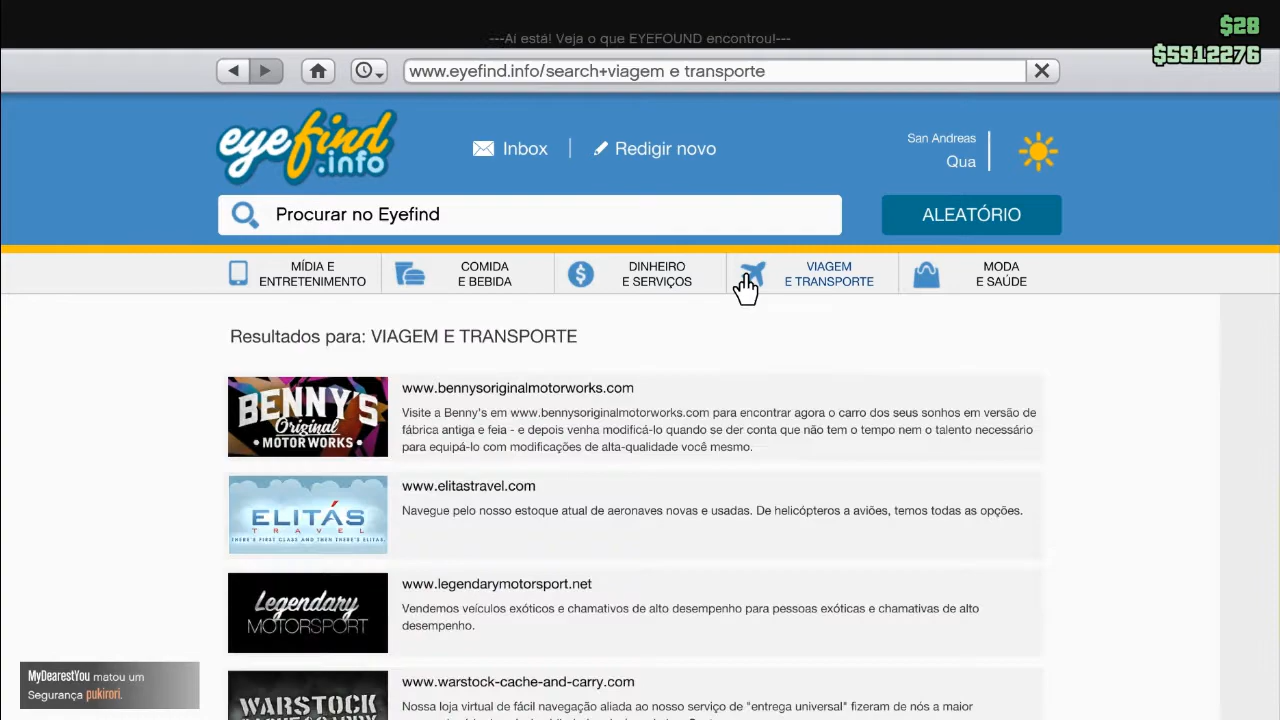 ---Aí está! Veja o que EYEFOUND encontrou!---
$28
$5912276
www.eyefind.info/search+viagem e transporte
eyefind
.info
Inbox
Redigir novo
San Andreas
Qua
Procurar no Eyefind
ALEATÓRIO
MÍDIA E
ENTRETENIMENTO
COMIDA
E BEBIDA
DINHEIRO
E SERVIÇOS
VIAGEM
E TRANSPORTE
MODA
E SAÚDE
Resultados para: VIAGEM E TRANSPORTE
BENNY'S
Original
•MOTOR WORKS•
www.bennysoriginalmotorworks.com
Visite a Benny's em www.bennysoriginalmotorworks.com para encontrar agora o carro dos seus sonhos em versão de
fábrica antiga e feia - e depois venha modificá-lo quando se der conta que não tem o tempo nem o talento necessário
para equipá-lo com modificações de alta-qualidade você mesmo.
ELITÁS
TRAVEL
THERE'S FIRST CLASS AND THEN THERE'S ELITAS.
www.elitastravel.com
Navegue pelo nosso estoque atual de aeronaves novas e usadas. De helicópteros a aviões, temos todas as opções.
Legendary
MOTORSPORT
www.legendarymotorsport.net
Vendemos veículos exóticos e chamativos de alto desempenho para pessoas exóticas e chamativas de alto
desempenho.
WARSTOCK
www.warstock-cache-and-carry.com
Nossa loja virtual de fácil navegação aliada ao nosso serviço de "entrega universal" fizeram de nós a maior
MyDearestYou matou um
Segurança pukirori.